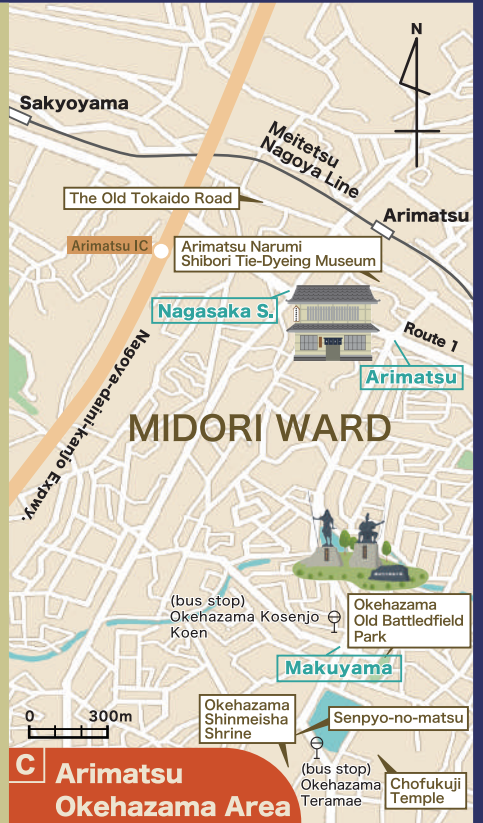 N
Sakyoyama
Meitetsu
Nagoya Line
The Old Tokaido Road
Arimatsu
Arimatsu IC
Arimatsu Narumi
Shibori Tie-Dyeing Museum
Nagasaka S.
Route 1
Arimatsu
Nagoya-daini-kanjo Expwy.
MIDORI WARD
(bus stop)
Okehazama Kosenjo
Koen
Okehazama
Old Battledfield
Park
Makuyama
Okehazama
Shinmeisha
Shrine
Senpyo-no-matsu
0 300m
(bus stop)
Okehazama
Teramae
Chofukuji
Temple
C Arimatsu
Okehazama Area